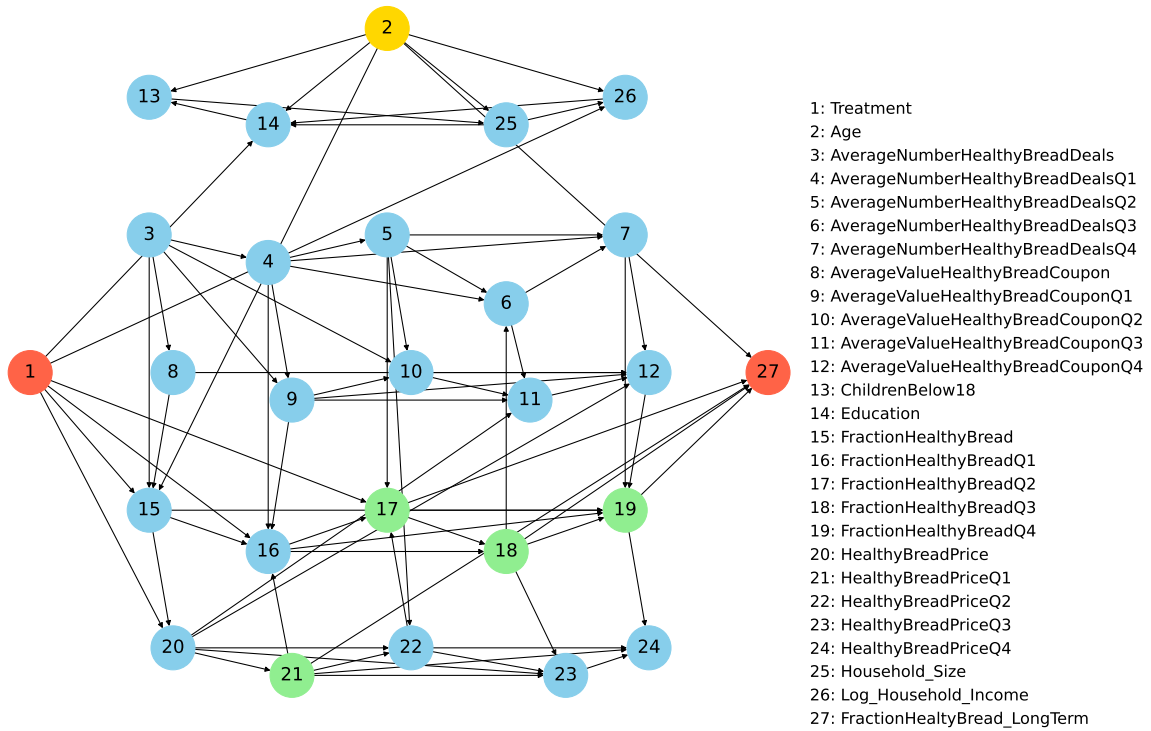 2
13
26
14
25
3
5
7
4
6
1
8
10
12
27
9
11
15
17
19
16
18
20
22
24
21
23
1: Treatment
2: Age
3: AverageNumberHealthyBreadDeals
4: AverageNumberHealthyBreadDealsQ1
5: AverageNumberHealthyBreadDealsQ2
6: AverageNumberHealthyBreadDealsQ3
7: AverageNumberHealthyBreadDealsQ4
8: AverageValueHealthyBreadCoupon
9: AverageValueHealthyBreadCouponQ1
10: AverageValueHealthyBreadCouponQ2
11: AverageValueHealthyBreadCouponQ3
12: AverageValueHealthyBreadCouponQ4
13: ChildrenBelow18
14: Education
15: FractionHealthyBread
16: FractionHealthyBreadQ1
17: FractionHealthyBreadQ2
18: FractionHealthyBreadQ3
19: FractionHealthyBreadQ4
20: HealthyBreadPrice
21: HealthyBreadPriceQ1
22: HealthyBreadPriceQ2
23: HealthyBreadPriceQ3
24: HealthyBreadPriceQ4
25: Household_Size
26: Log_Household_Income
27: FractionHealtyBread_LongTerm